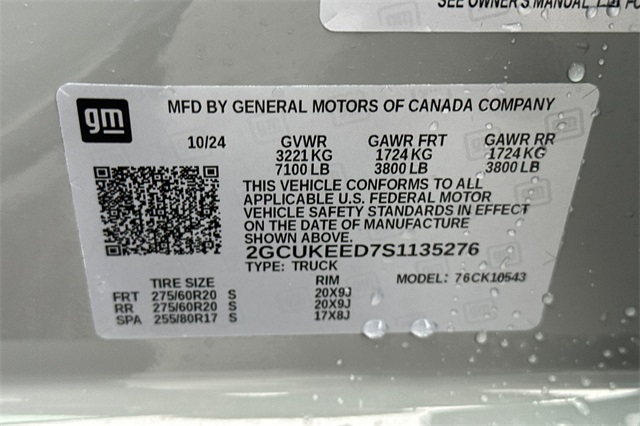 SEE OWNER'S MANUAL
gm
MFD BY GENERAL MOTORS OF CANADA COMPANY
10/24 GVWR GAWR FRT GAWR RR
3221 KG 1724 KG 1724 KG
7100 LB 3800 LB 3800 LB
THIS VEHICLE CONFORMS TO ALL
APPLICABLE U.S. FEDERAL MOTOR
VEHICLE SAFETY STANDARDS IN EFFECT
ON THE DATE OF MANUFACTURE
SHOWN ABOVE.
2GCUKEED7S1135276
TYPE: TRUCK MODEL: 76CK10543
TIRE SIZE RIM
FRT 275/60R20 S 20X9J
RR 275/60R20 S 20X9J
SPA 255/80R17 S 17X8J